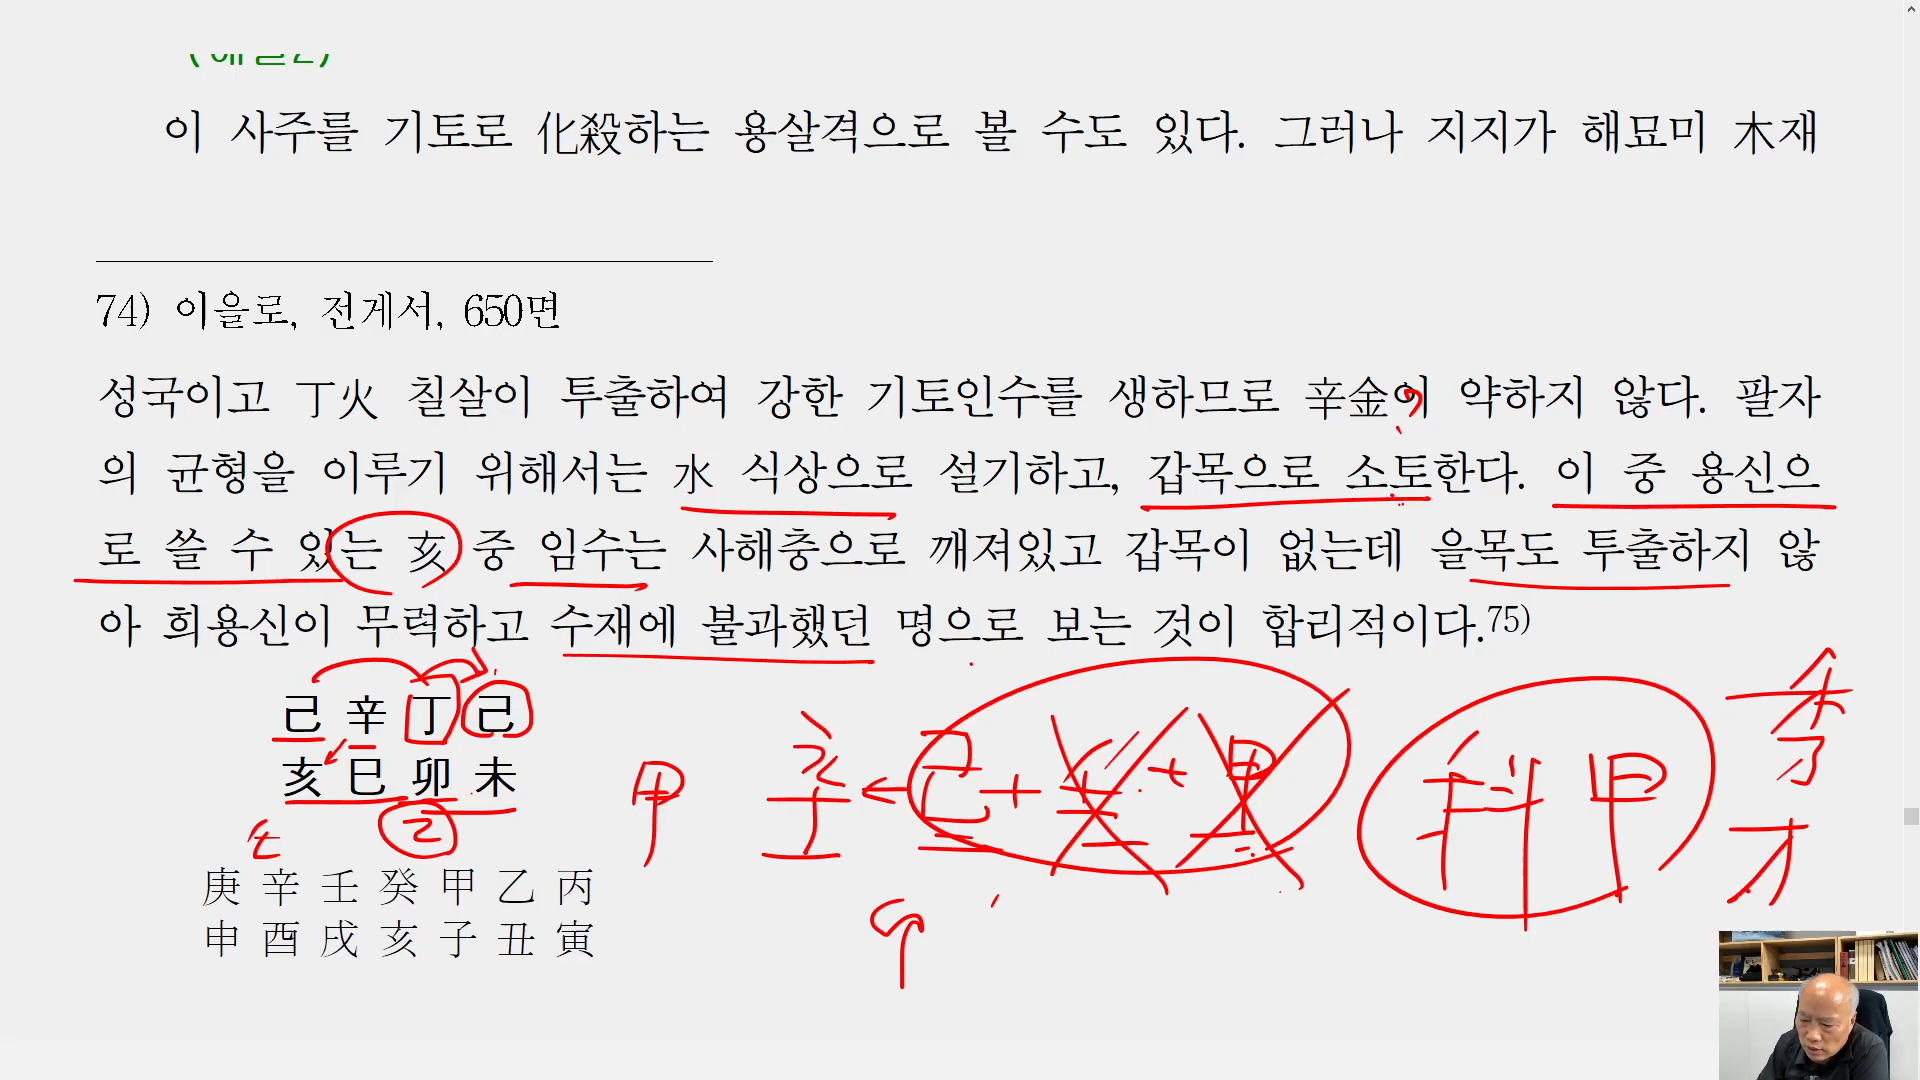 (해설2)
이 사주를 기토로 化殺하는 용살격으로 볼 수도 있다. 그러나 지지가 해묘미 木재
74) 이을로, 전게서, 650면
성국이고 丁火 칠살이 투출하여 강한 기토인수를 생하므로 辛金이 약하지 않다. 팔자
의 균형을 이루기 위해서는 水 식상으로 설기하고, 갑목으로 소토한다. 이 중 용신으
로 쓸 수 있는 亥 중 임수는 사해충으로 깨져있고 갑목이 없는데 을목도 투출하지 않
아 희용신이 무력하고 수재에 불과했던 명으로 보는 것이 합리적이다.75)
己 辛 丁 己
亥 巳 卯 未
乙
甲
科 甲
秀
才
庚 辛 壬 癸 甲 乙 丙
申 酉 戌 亥 子 丑 寅